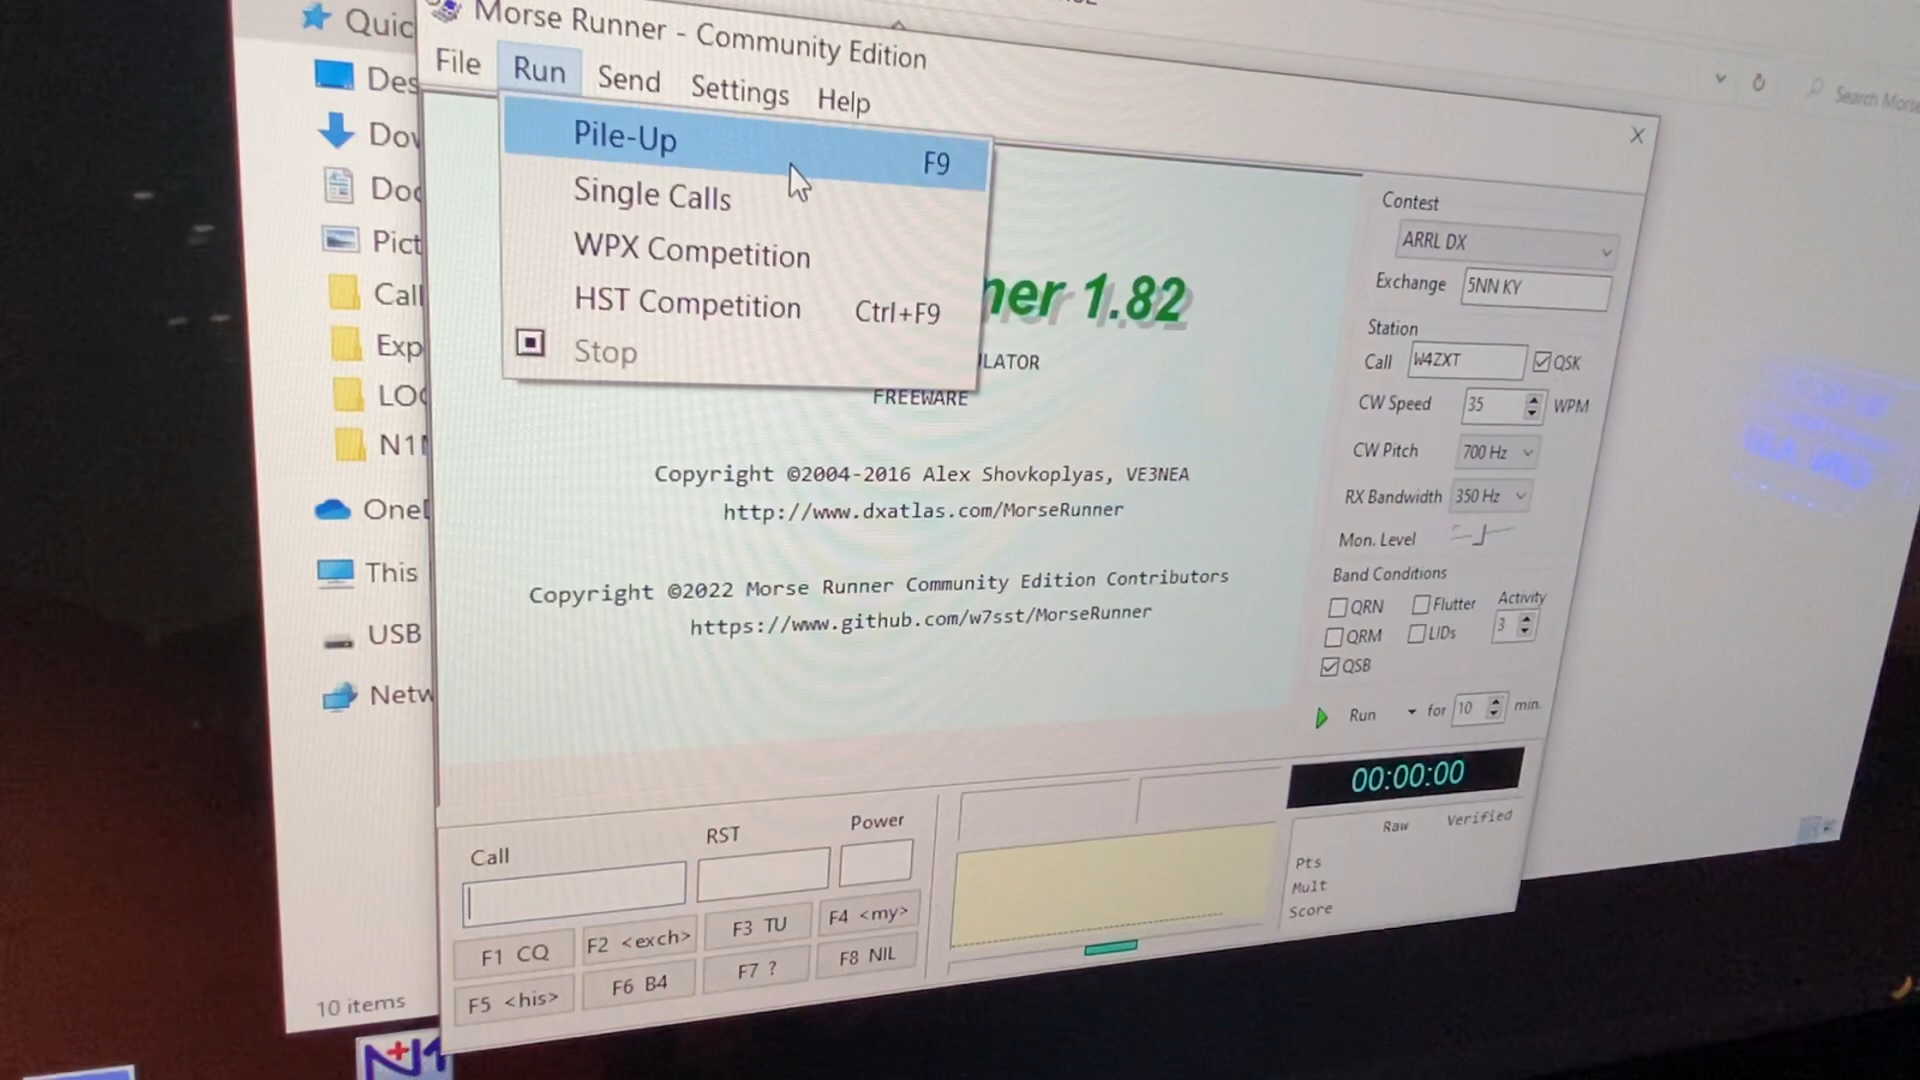 Morse Runner - Community Edition
File Run Send Settings Help
Pile-Up F9
Single Calls
WPX Competition
HST Competition Ctrl+F9
Stop
ner 1.82
LATOR
FREEWARE
Copyright ©2004-2016 Alex Shovkoplyas, VE3NEA
http://www.dxatlas.com/MorseRunner
Copyright ©2022 Morse Runner Community Edition Contributors
https://www.github.com/w7sst/MorseRunner
Quic
Des
Dov
Doc
Pict
Call
Exp
LOG
N1
One
This
USB
Netw
10 items
Search Morse
Contest
ARRL DX
Exchange 5NN KY
Station
Call W4ZXT QSK
CW Speed 35 WPM
CW Pitch 700 Hz
RX Bandwidth 350 Hz
Mon. Level
Band Conditions
QRN Flutter Activity
QRM LIDs 3
QSB
Run for 10 min.
00:00:00
Raw Verified
Pts
Mult
Score
Call RST Power
F1 CQ F2 <exch> F3 TU F4 <my>
F5 <his> F6 B4 F7 ? F8 NIL
N1